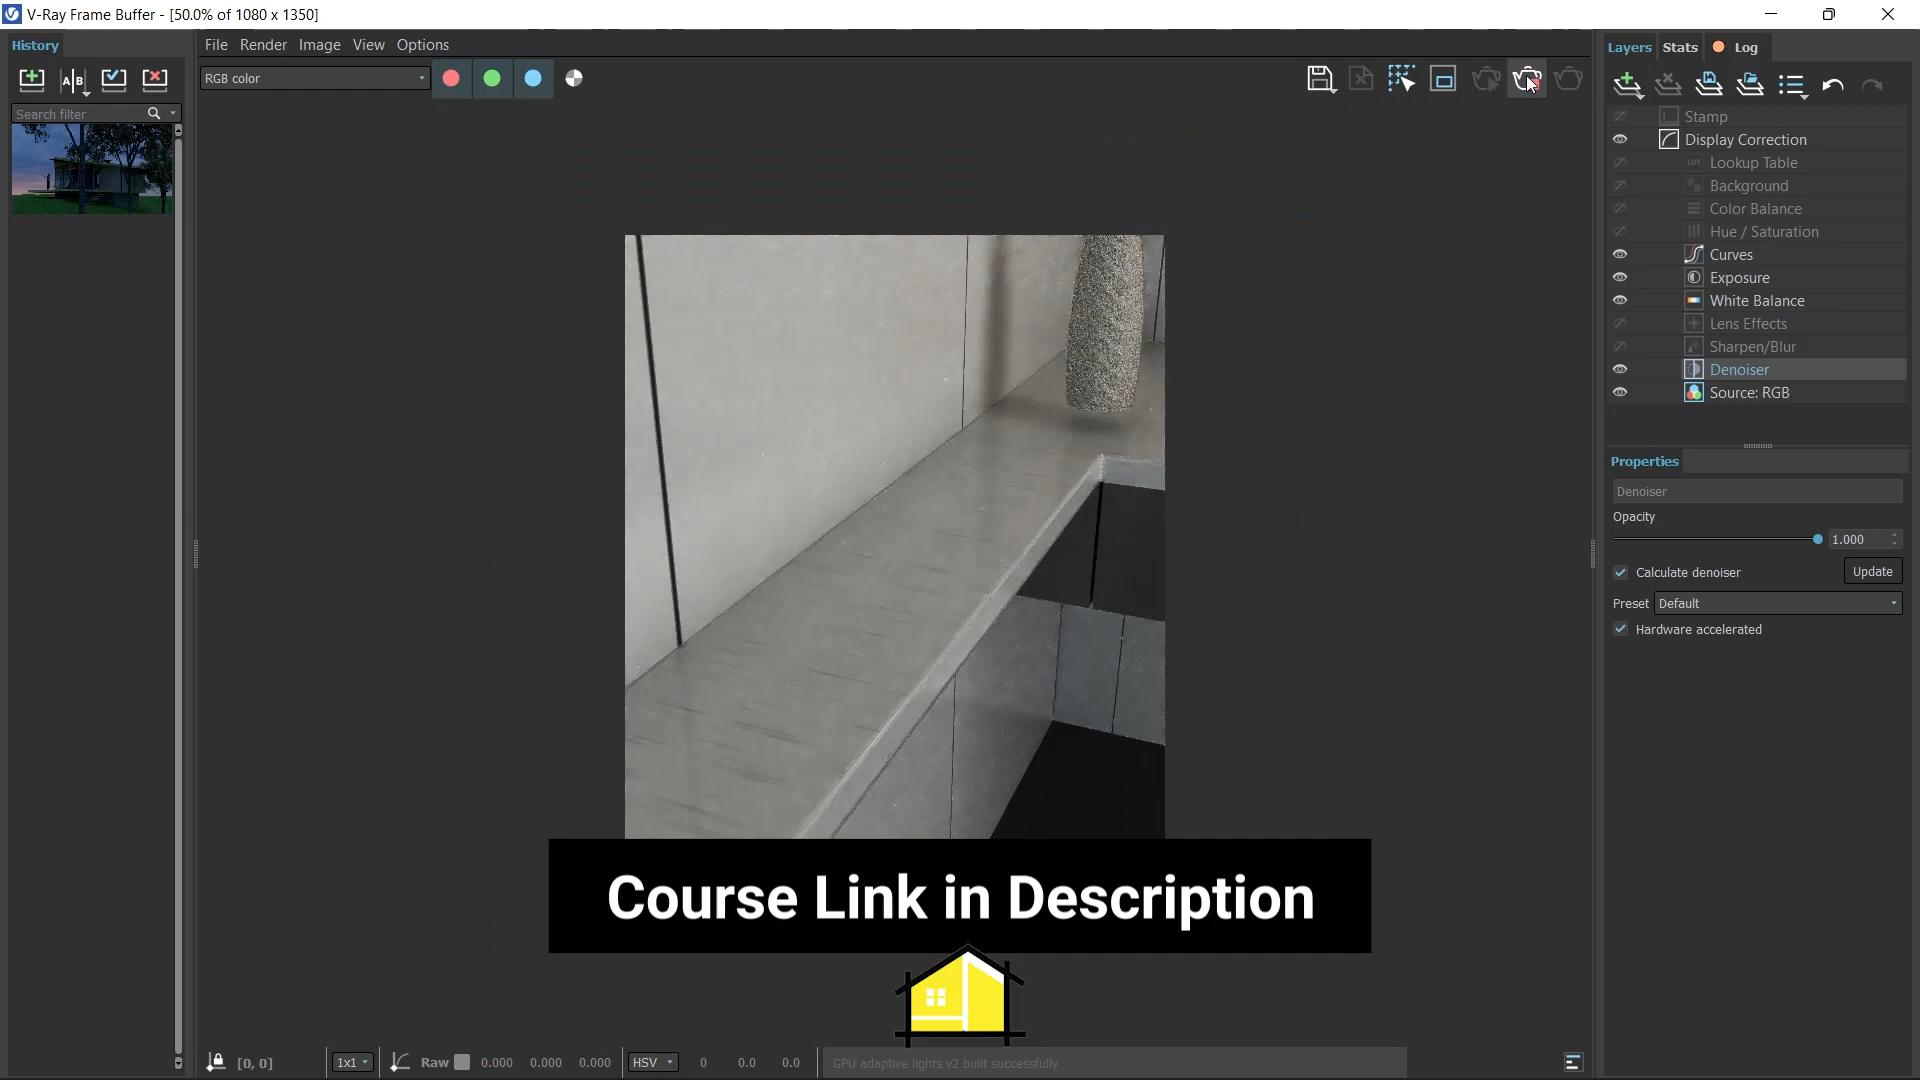 V-Ray Frame Buffer - [50.0% of 1080 x 1350]
History
File Render Image View Options
Layers Stats Log
RGB color
A B
Search filter
Stamp
Display Correction
LUT Lookup Table
Background
Color Balance
Hue / Saturation
Curves
Exposure
White Balance
Lens Effects
Sharpen/Blur
Denoiser
Source: RGB
Properties
Denoiser
Opacity
1.000
Calculate denoiser Update
Preset Default
Hardware accelerated
Course Link in Description
[0, 0] 1x1 Raw 0.000 0.000 0.000 HSV 0 0.0 0.0 GPU adaptive lights v2 built successfully